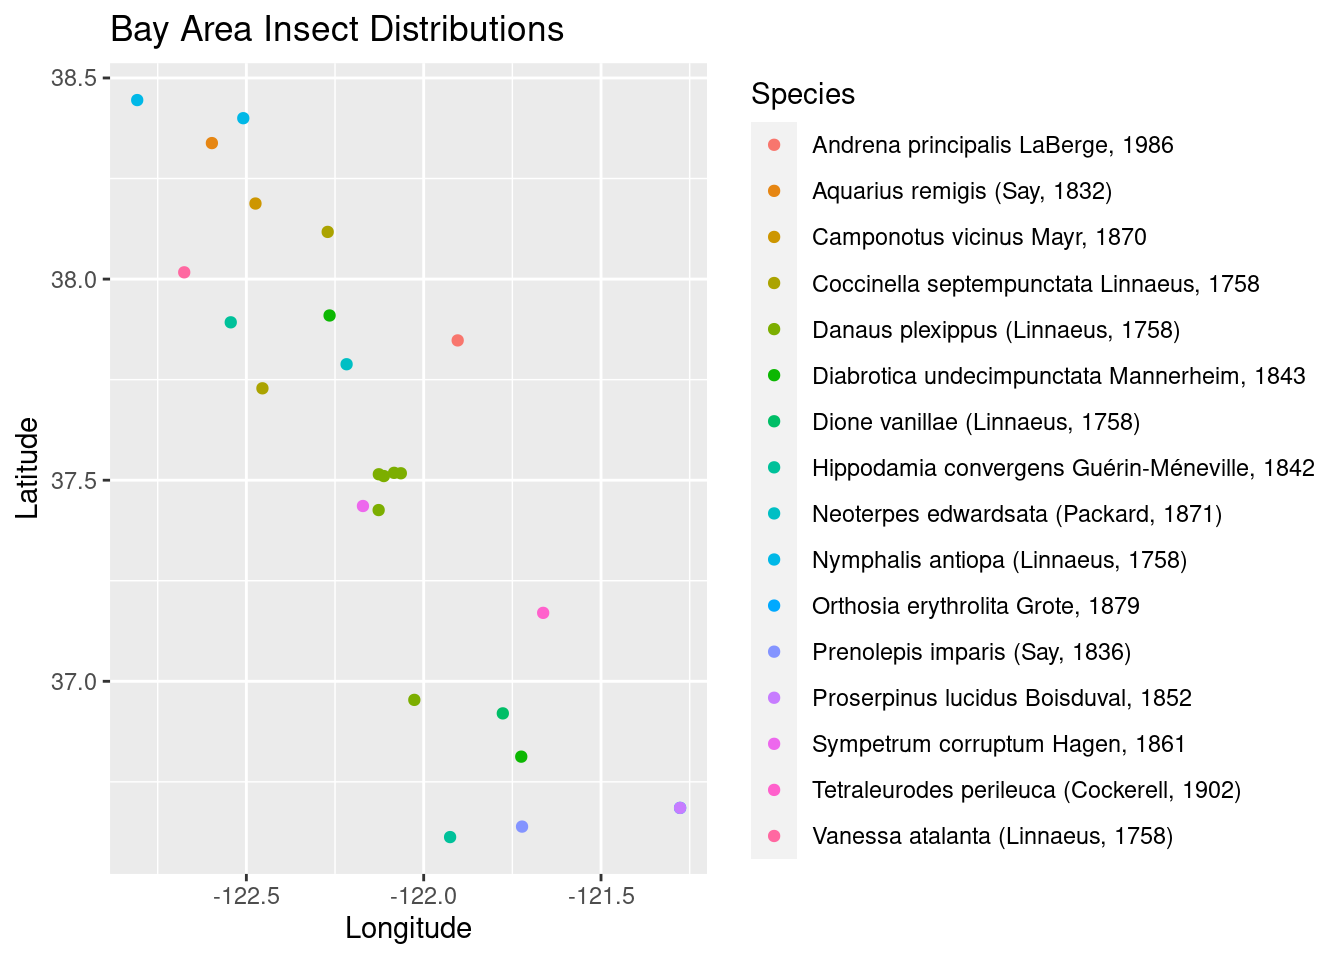 Bay Area Insect Distributions
38.5
38.0
37.5
37.0
Latitude
-122.5
-122.0
-121.5
Longitude
Species
Andrena principalis LaBerge, 1986
Aquarius remigis (Say, 1832)
Camponotus vicinus Mayr, 1870
Coccinella septempunctata Linnaeus, 1758
Danaus plexippus (Linnaeus, 1758)
Diabrotica undecimpunctata Mannerheim, 1843
Dione vanillae (Linnaeus, 1758)
Hippodamia convergens Guérin-Méneville, 1842
Neoterpes edwardsata (Packard, 1871)
Nymphalis antiopa (Linnaeus, 1758)
Orthosia erythrolita Grote, 1879
Prenolepis imparis (Say, 1836)
Proserpinus lucidus Boisduval, 1852
Sympetrum corruptum Hagen, 1861
Tetraleurodes perileuca (Cockerell, 1902)
Vanessa atalanta (Linnaeus, 1758)